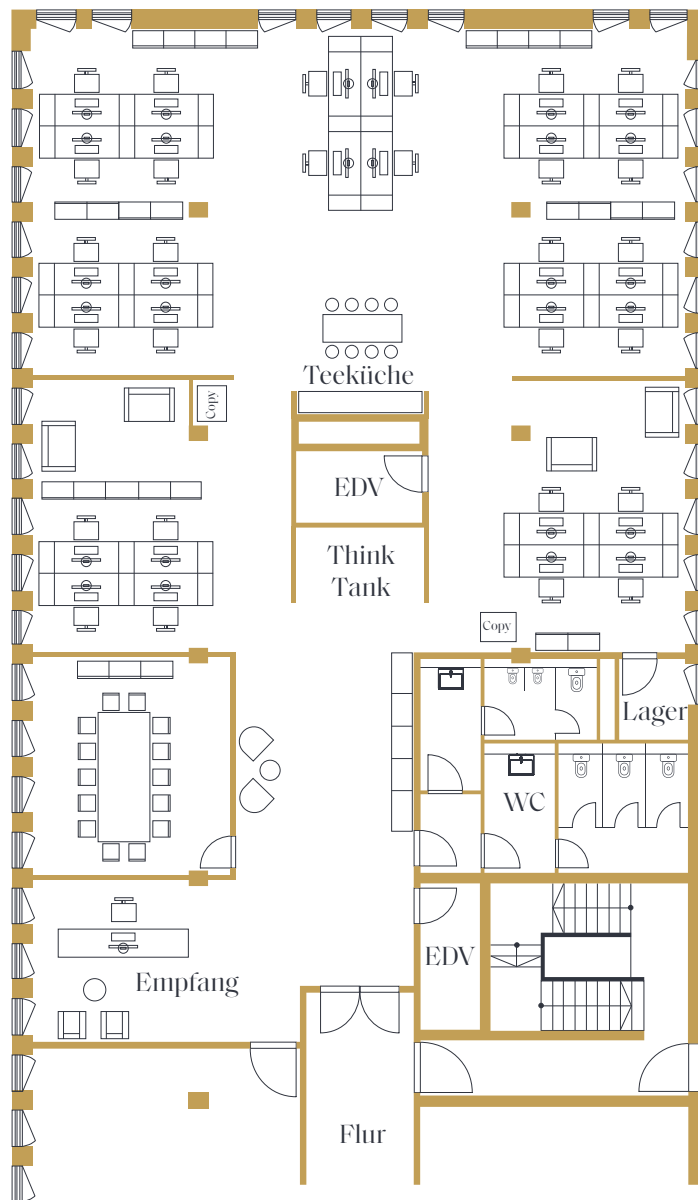 Teeküche
Copy
EDV
Think
Tank
Copy
Lager
WC
EDV
Empfang
Flur